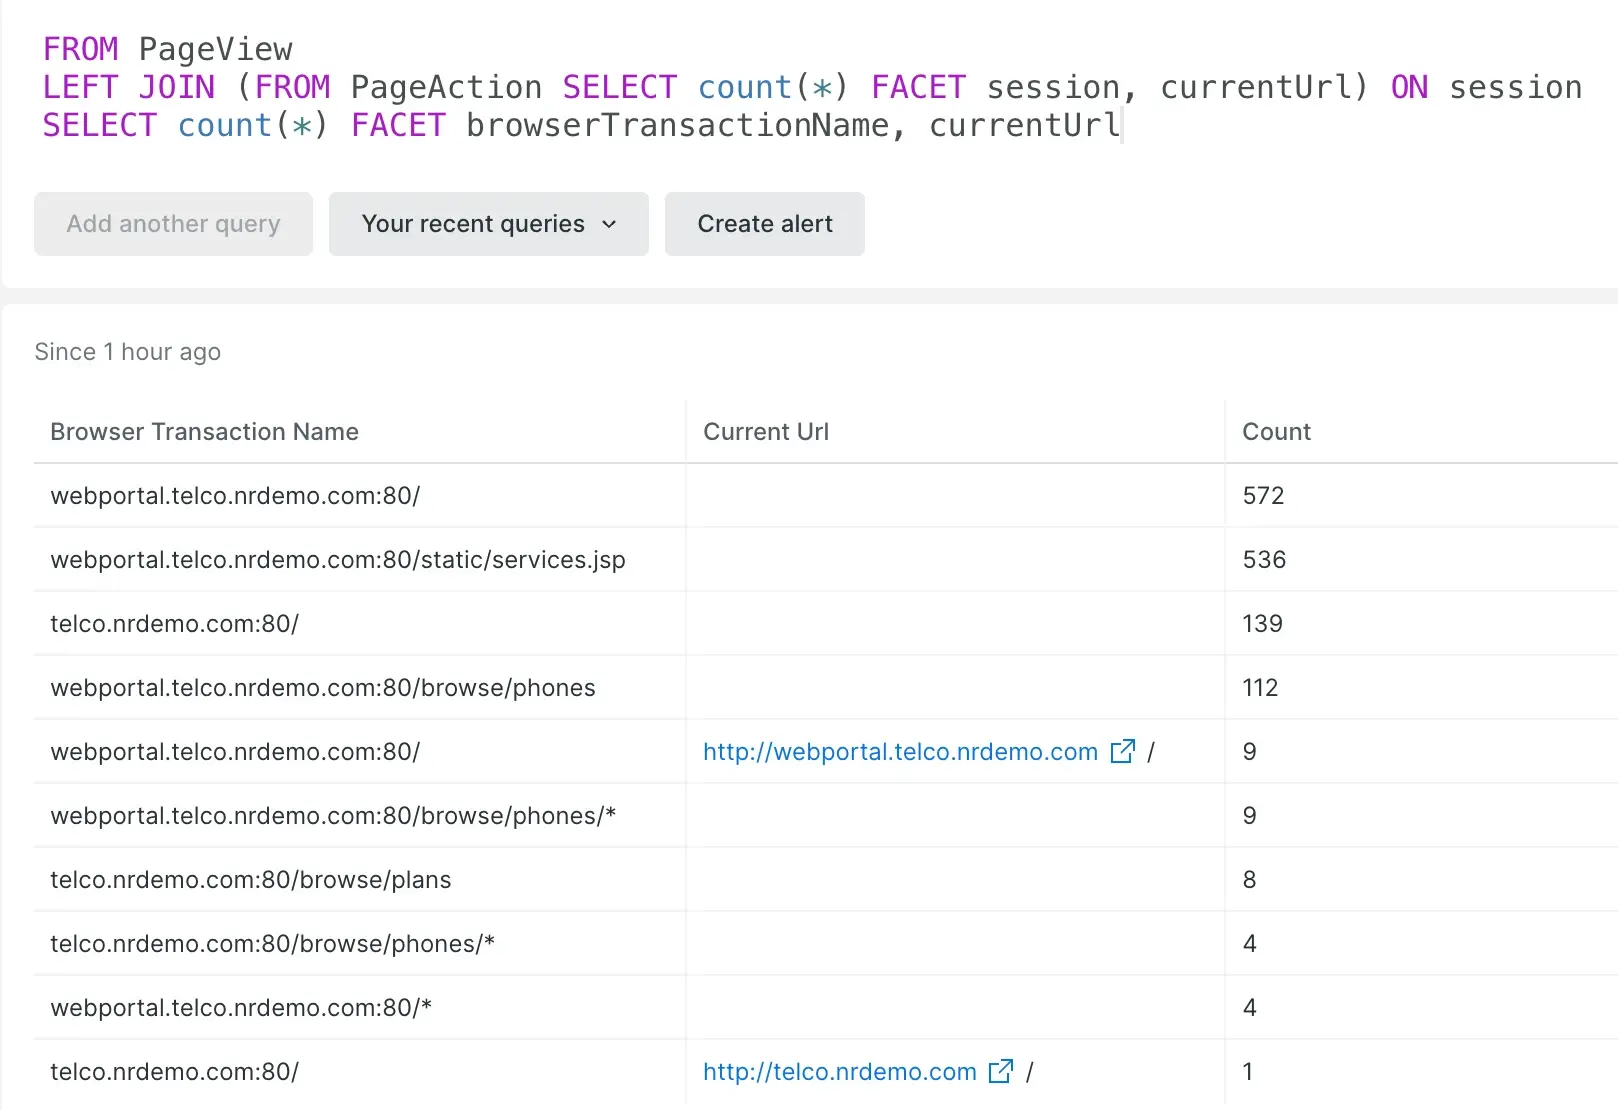 FROM PageView
LEFT JOIN (FROM PageAction SELECT count(*) FACET session, currentUrl) ON session
SELECT count(*) FACET browserTransactionName, currentUrl
Add another query Your recent queries Create alert
Since 1 hour ago
Browser Transaction Name Current Url Count
webportal.telco.nrdemo.com:80/ 572
webportal.telco.nrdemo.com:80/static/services.jsp 536
telco.nrdemo.com:80/ 139
webportal.telco.nrdemo.com:80/browse/phones 112
webportal.telco.nrdemo.com:80/ http://webportal.telco.nrdemo.com / 9
webportal.telco.nrdemo.com:80/browse/phones/* 9
telco.nrdemo.com:80/browse/plans 8
telco.nrdemo.com:80/browse/phones/* 4
webportal.telco.nrdemo.com:80/* 4
telco.nrdemo.com:80/ http://telco.nrdemo.com / 1